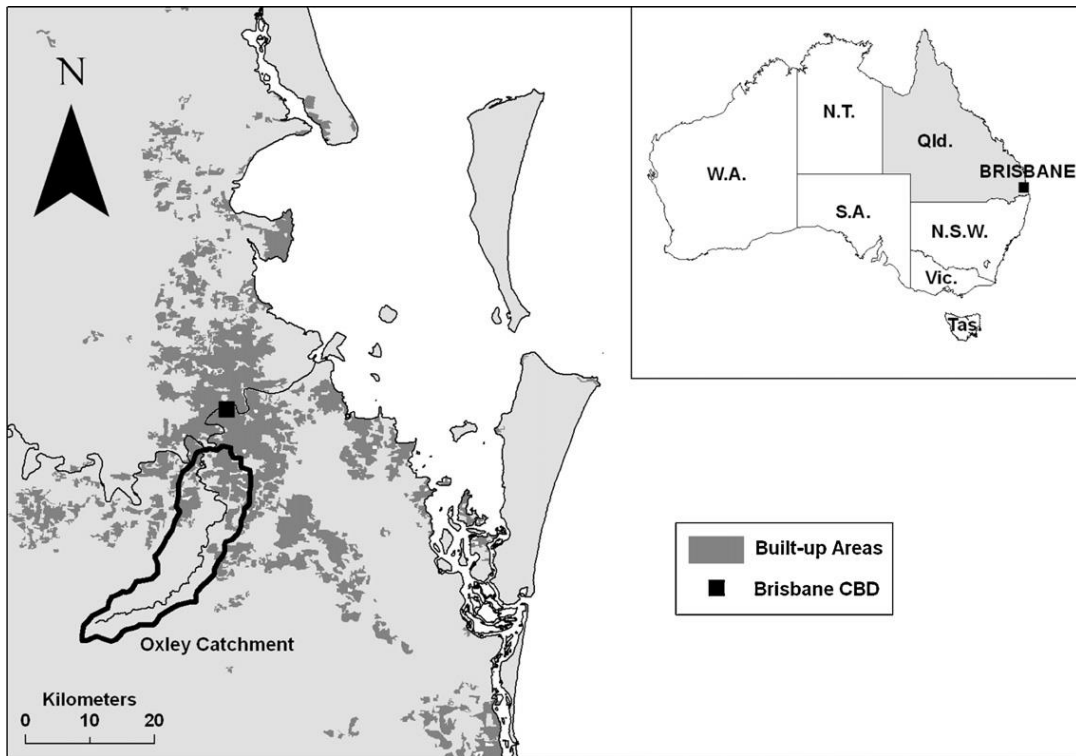 N
N.T.
Qld.
BRISBANE
W.A.
S.A.
N.S.W.
Vic.
Tas.
Built-up Areas
Brisbane CBD
Oxley Catchment
Kilometers
0 10 20